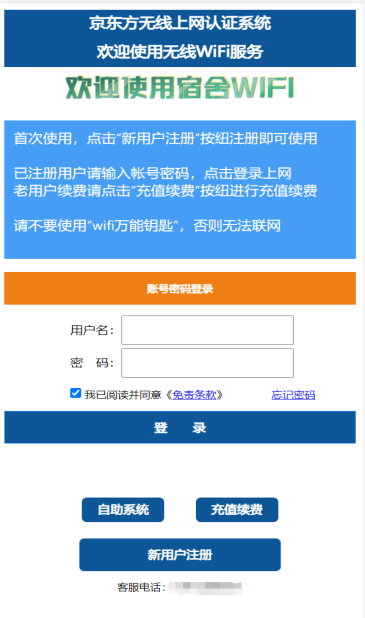 京东方无线上网认证系统
欢迎使用无线WiFi服务
欢迎使用宿舍WIFI
首次使用，点击“新用户注册”按纽注册即可使用
已注册用户请输入帐号密码，点击登录上网
老用户续费请点击“充值续费”按纽进行充值续费
请不要使用“wifi万能钥匙”，否则无法联网
账号密码登录
用户名：
密 码：
我已阅读并同意《免责条款》 忘记密码
登 录
自助系统 充值续费
新用户注册
客服电话：